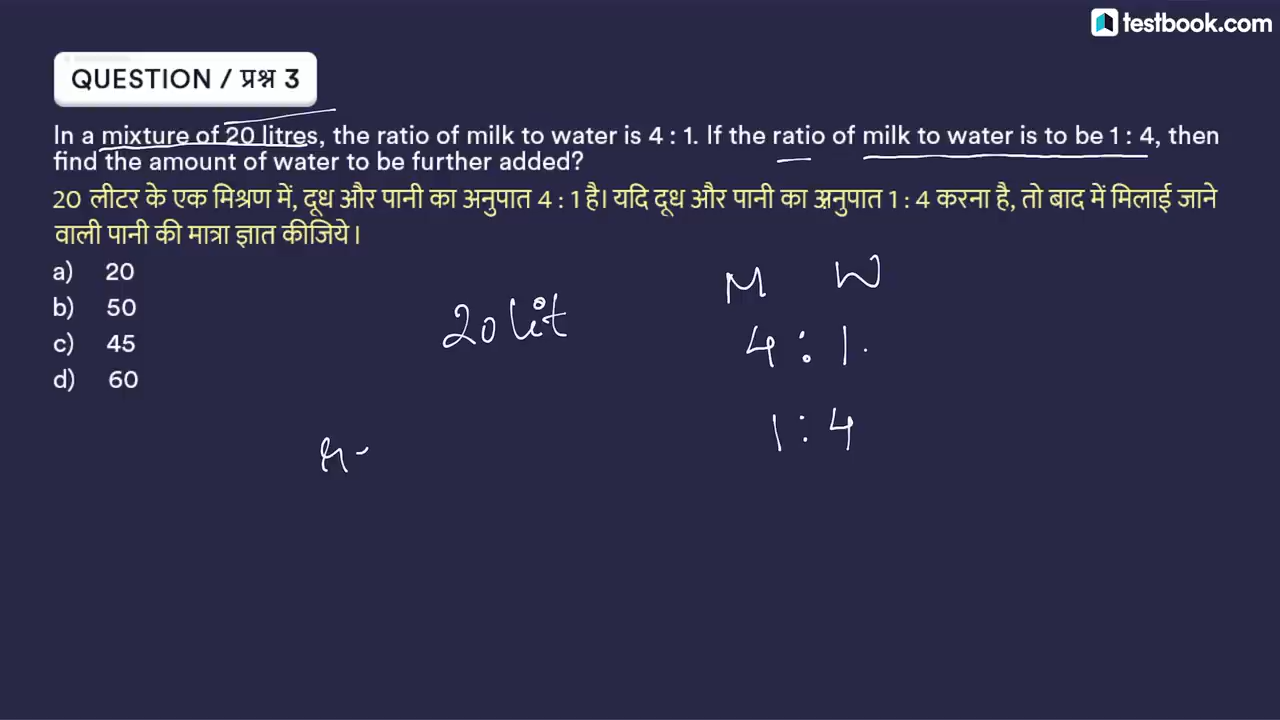 testbook.com
QUESTION / प्रश्न 3
In a mixture of 20 litres, the ratio of milk to water is 4 : 1. If the ratio of milk to water is to be 1 : 4, then
find the amount of water to be further added?
20 लीटर के एक मिश्रण में, दूध और पानी का अनुपात 4 : 1 है। यदि दूध और पानी का अनुपात 1 : 4 करना है, तो बाद में मिलाई जाने
वाली पानी की मात्रा ज्ञात कीजिये ।
a) 20
b) 50
c) 45
d) 60
M W
20 lit
4 : 1
1 : 4